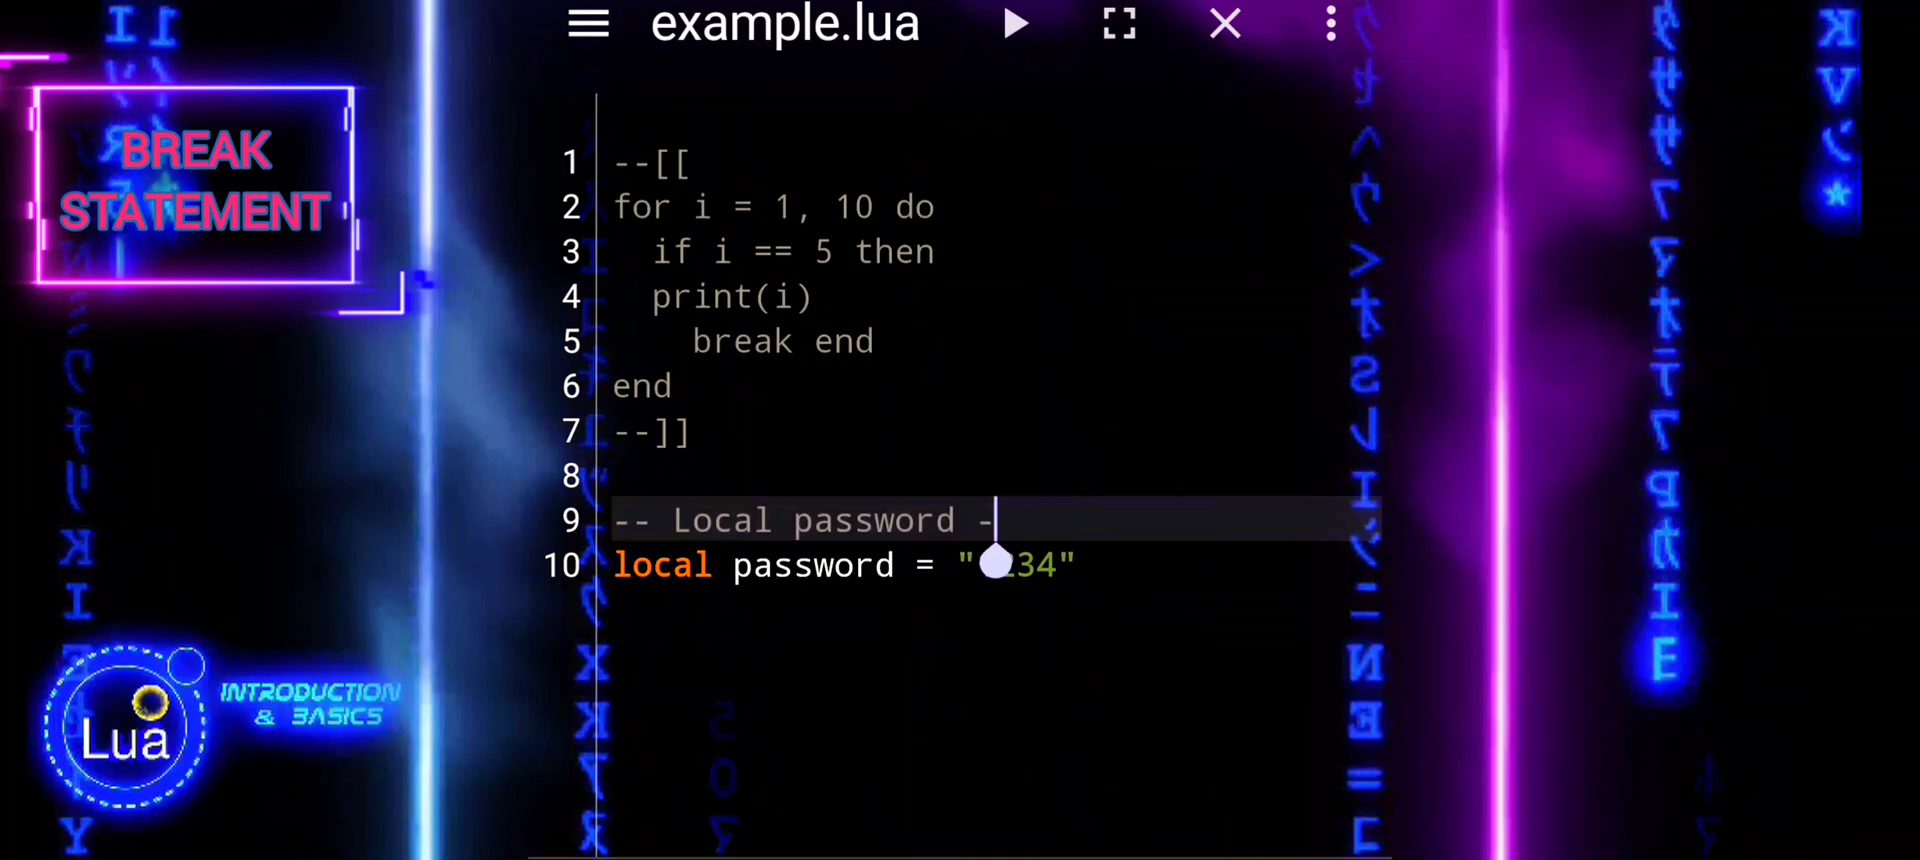 example.lua
BREAK
STATEMENT
1 --[[
2 for i = 1, 10 do
3 if i == 5 then
4 print(i)
5 break end
6 end
7 --]]
8
9 -- Local password -
10 local password = " 34"
Lua
INTRODUCTION
& BASICS